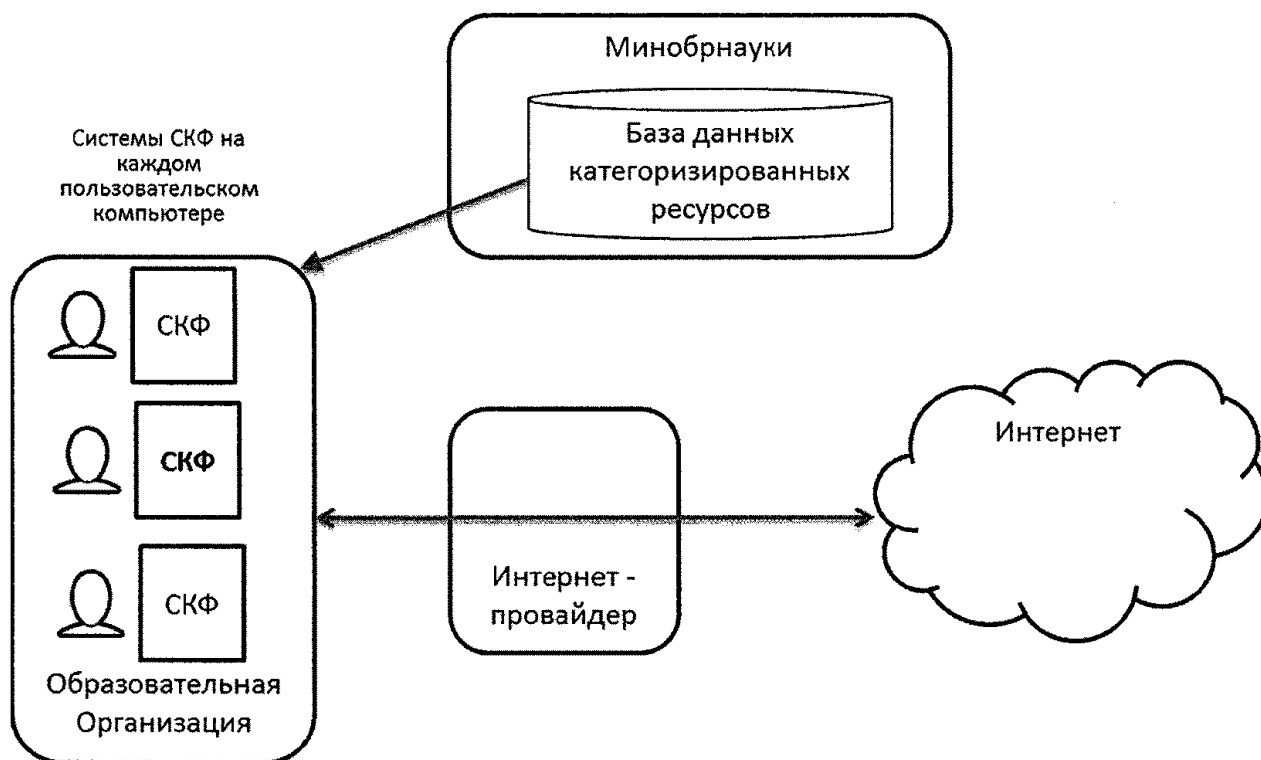 Минобрнауки
База данных
категоризированных
ресурсов
Системы СКФ на
каждом
пользовательском
компьютере
СКФ
СКФ
СКФ
Образовательная
Организация
Интернет -
провайдер
Интернет